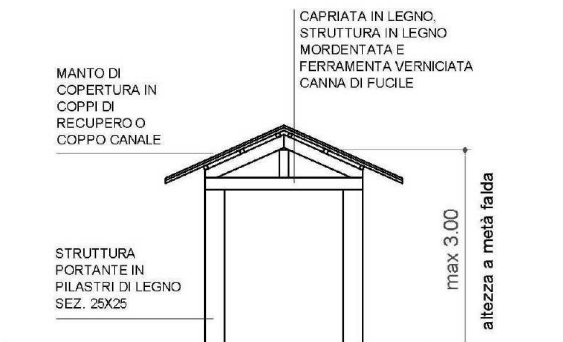 CAPRIATA IN LEGNO,
STRUTTURA IN LEGNO
MORDENTATA E
FERRAMENTA VERNICIATA
CANNA DI FUCILE
MANTO DI
COPERTURA IN
COPPI DI
RECUPERO O
COPPO CANALE
STRUTTURA
PORTANTE IN
PILASTRI DI LEGNO
SEZ. 25X25
max 3.00
altezza a metà falda